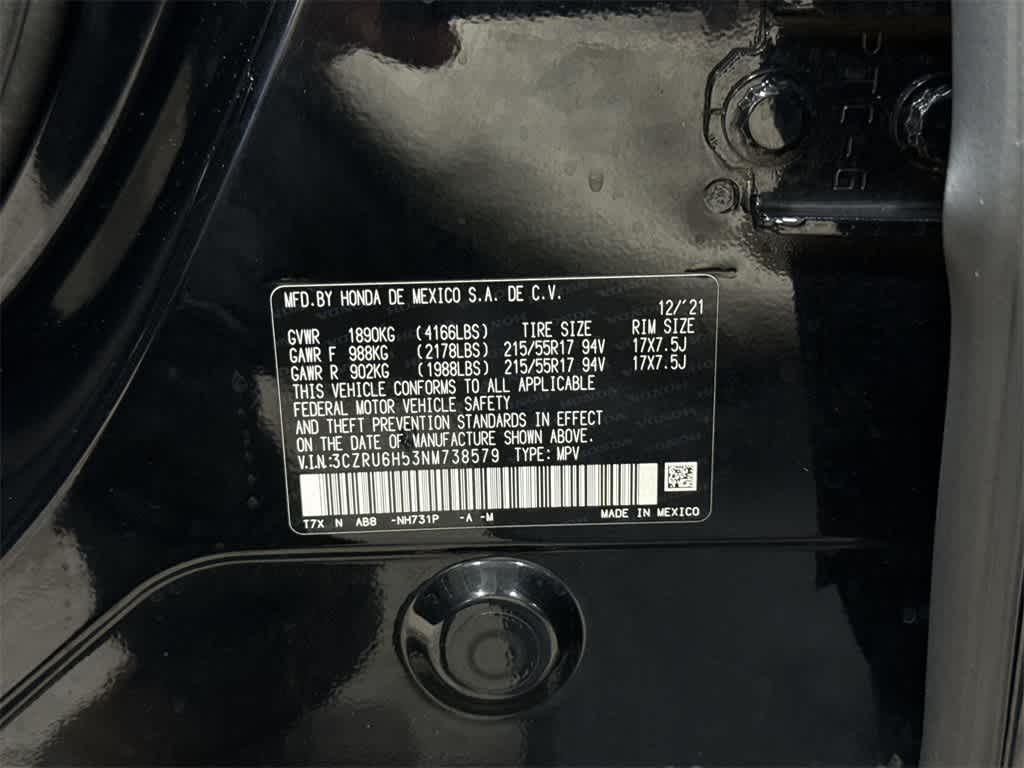 MFD.BY HONDA DE MEXICO S.A. DE C.V.
12/'21
GVWR 1890KG (4166LBS) TIRE SIZE RIM SIZE
GAWR F 988KG (2178LBS) 215/55R17 94V 17X7.5J
GAWR R 902KG (1988LBS) 215/55R17 94V 17X7.5J
THIS VEHICLE CONFORMS TO ALL APPLICABLE
FEDERAL MOTOR VEHICLE SAFETY
AND THEFT PREVENTION STANDARDS IN EFFECT
ON THE DATE OF MANUFACTURE SHOWN ABOVE.
V.I.N.:3CZRU6H53NM738579 TYPE: MPV
T7X N AB8 -NH731P -A -M MADE IN MEXICO